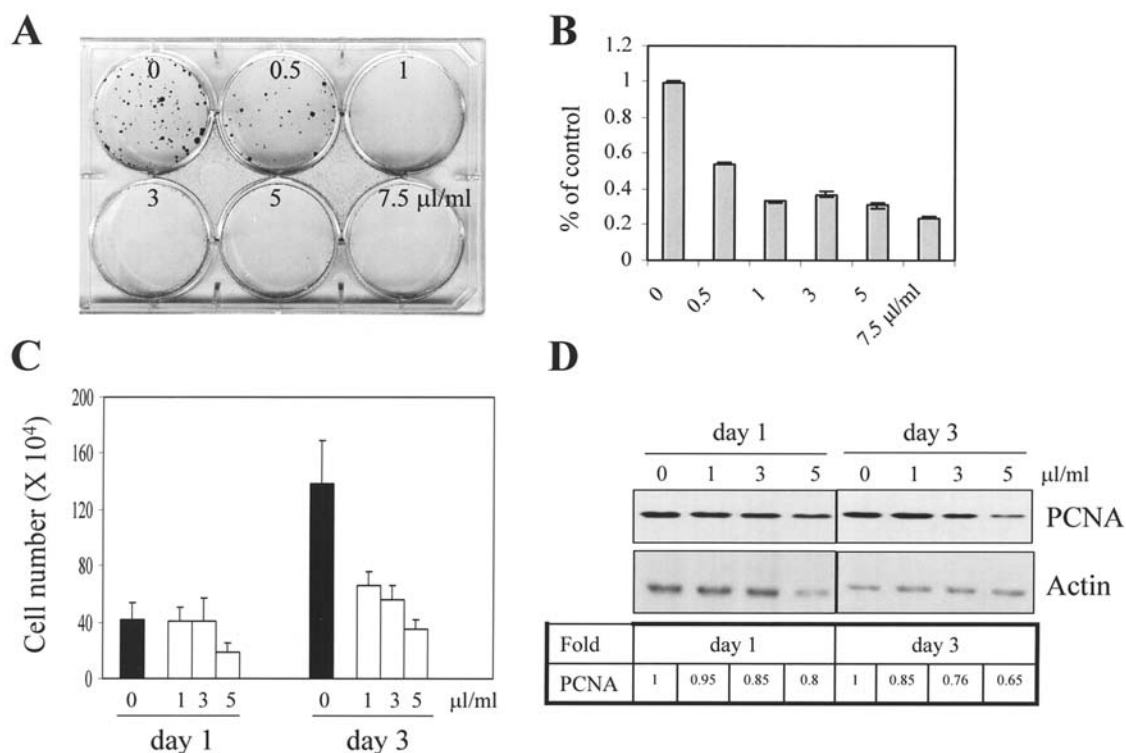 A
0 0.5 1
3 5 7.5 µl/ml
B
1.2
1
0.8
0.6
0.4
0.2
0
% of control
0 0.5 1 3 5 7.5 µl/ml
C
200
160
120
80
40
0
Cell number (X 10⁴)
0 1 3 5 0 1 3 5 µl/ml
day 1 day 3
D
day 1 day 3
0 1 3 5 0 1 3 5 µl/ml
PCNA
Actin
Fold day 1 day 3
PCNA 1 0.95 0.85 0.8 1 0.85 0.76 0.65